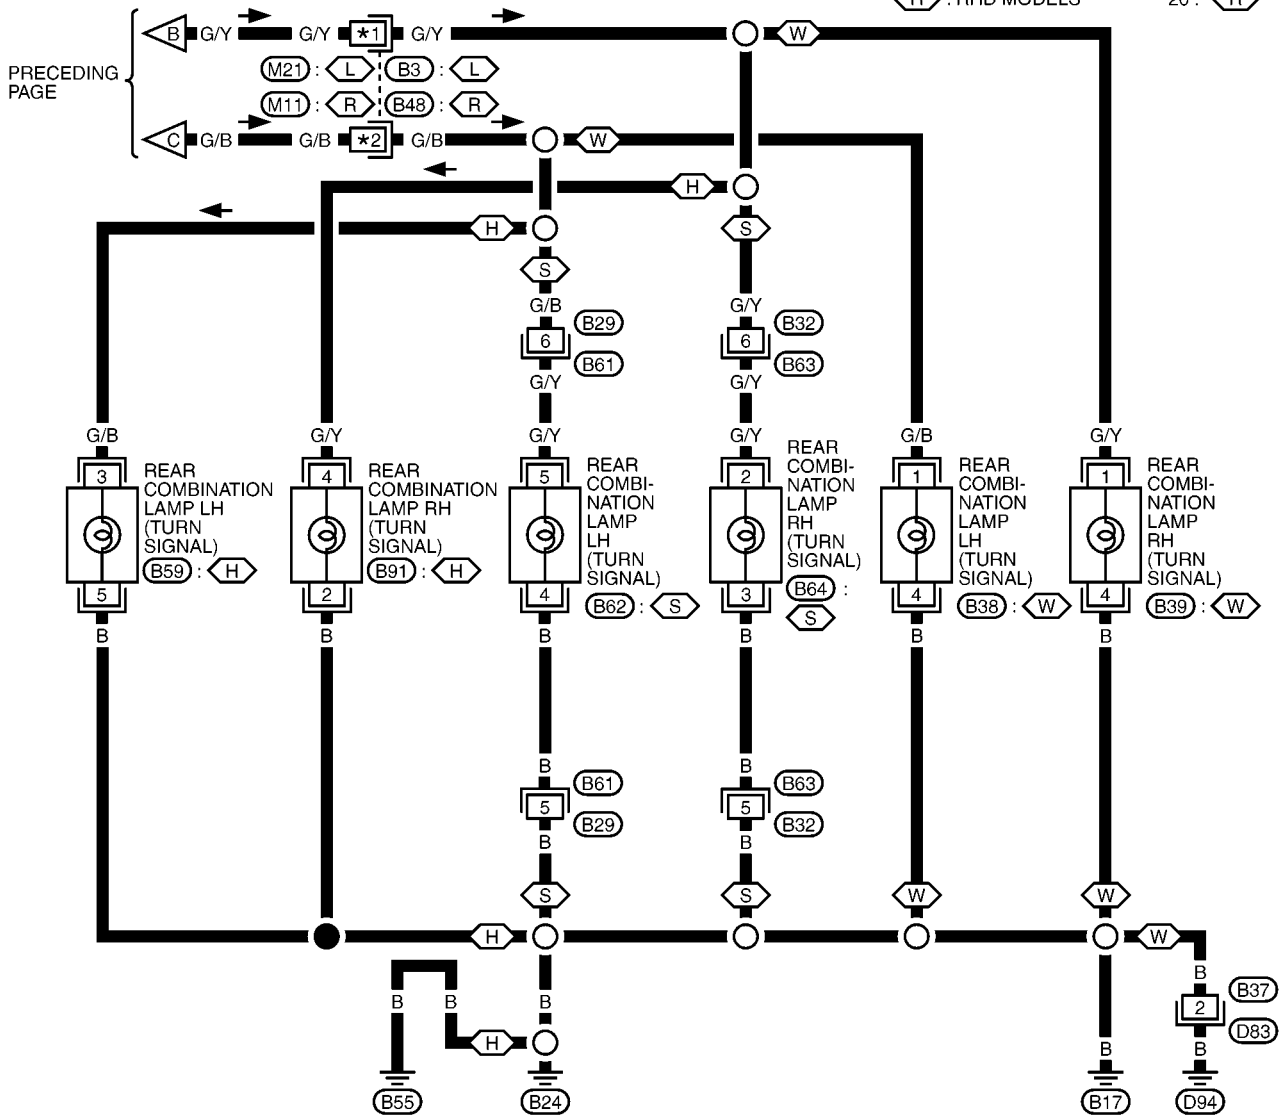 H : RHD MODELS
20 : R
PRECEDING
PAGE
B G/Y G/Y *1 G/Y W
M21 : L B3 : L
M11 : R B48 : R
C G/B G/B *2 G/B W
H
H
S
S
G/B G/Y
6 B29
B61
6 B32
B63
G/Y G/Y
G/B G/Y G/Y G/Y G/B G/Y
3
REAR
COMBINATION
LAMP LH
(TURN
SIGNAL)
B59 : H
5
4
REAR
COMBINATION
LAMP RH
(TURN
SIGNAL)
B91 : H
2
5
REAR
COMBI-
NATION
LAMP
LH
(TURN
SIGNAL)
B62 : S
4
2
REAR
COMBI-
NATION
LAMP
RH
(TURN
SIGNAL)
B64 :
S
3
1
REAR
COMBI-
NATION
LAMP
LH
(TURN
SIGNAL)
B38 : W
4
1
REAR
COMBI-
NATION
LAMP
RH
(TURN
SIGNAL)
B39 : W
4
B B B B B B
B B
5 B61
B29
5 B63
B32
B B
S S W W
H W
B B B B
2 B37
D83
H
B B
B55 B24 B17 D94